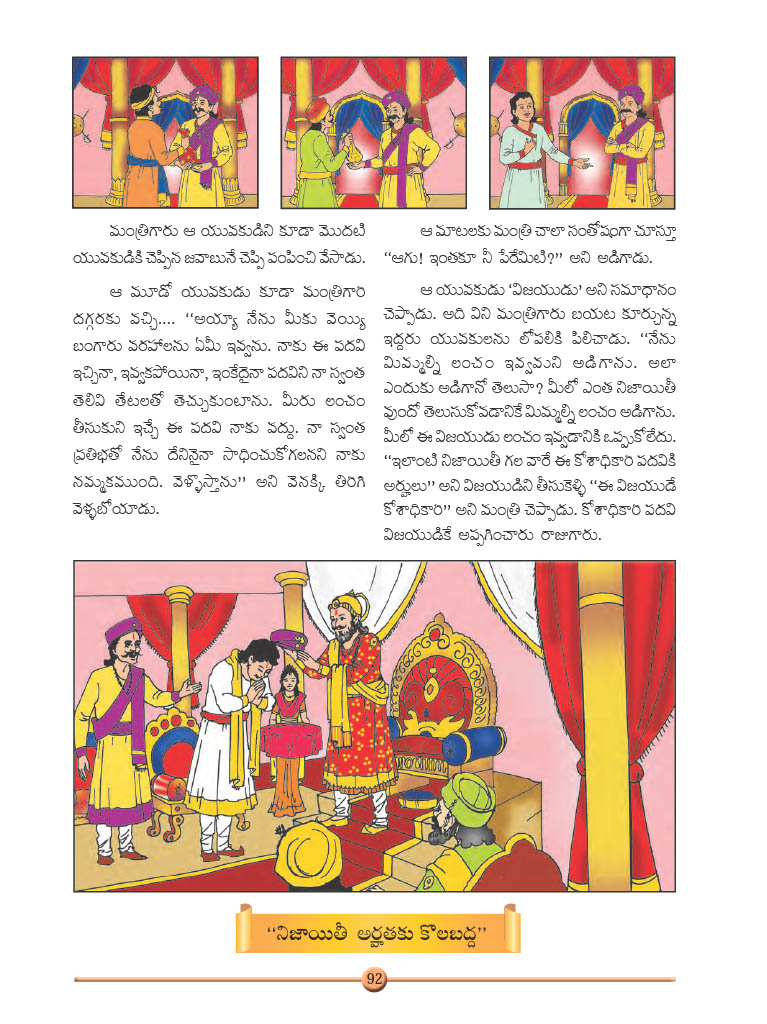 మంత్రిగారు ఆ యువకుడిని కూడా మొదటి
యువకుడికి చెప్పిన జవాబునే చెప్పి పంపించి వేసాడు.
ఆ మూడో యువకుడు కూడా మంత్రిగారి
దగ్గరకు వచ్చి.... ‘‘అయ్యా నేను మీకు వెయ్యి
బంగారు వరహాలను ఏమీ ఇవ్వను. నాకు ఈ పదవి
ఇచ్చినా, ఇవ్వకపోయినా, ఇంకేదైనా పదవిని నా స్వంత
తెలివి తేటలతో తెచ్చుకుంటాను. మీరు లంచం
తీసుకుని ఇచ్చే ఈ పదవి నాకు వద్దు. నా స్వంత
ప్రతిభతో నేను దేనినైనా సాధించుకోగలనని నాకు
నమ్మకముంది. వెళ్ళొస్తాను’’ అని వెనక్కి తిరిగి
వెళ్ళబోయాడు.
ఆ మాటలకు మంత్రి చాలా సంతోషంగా చూస్తూ
‘‘ఆగు! ఇంతకూ నీ పేరేమిటి?’’ అని అడిగాడు.
ఆ యువకుడు ‘విజయుడు’ అని సమాధానం
చెప్పాడు. అది విని మంత్రిగారు బయట కూర్చున్న
ఇద్దరు యువకులను లోపలికి పిలిచాడు. ‘‘నేను
మిమ్మల్ని లంచం ఇవ్వమని అడిగాను. అలా
ఎందుకు అడిగానో తెలుసా? మీలో ఎంత నిజాయితీ
వుందో తెలుసుకోవడానికే మిమ్మల్ని లంచం అడిగాను.
మీలో ఈ విజయుడు లంచం ఇవ్వడానికి ఒప్పుకోలేదు.
‘‘ఇలాంటి నిజాయితీ గల వారే ఈ కోశాధికారి పదవికి
అర్హులు’’ అని విజయుడిని తీసుకెళ్ళి ‘‘ఈ విజయుడే
కోశాధికారి’’ అని మంత్రి చెప్పాడు. కోశాధికారి పదవి
విజయుడికే అప్పగించారు రాజుగారు.
‘‘నిజాయితీ అర్హతకు కొలబద్ద’’
92